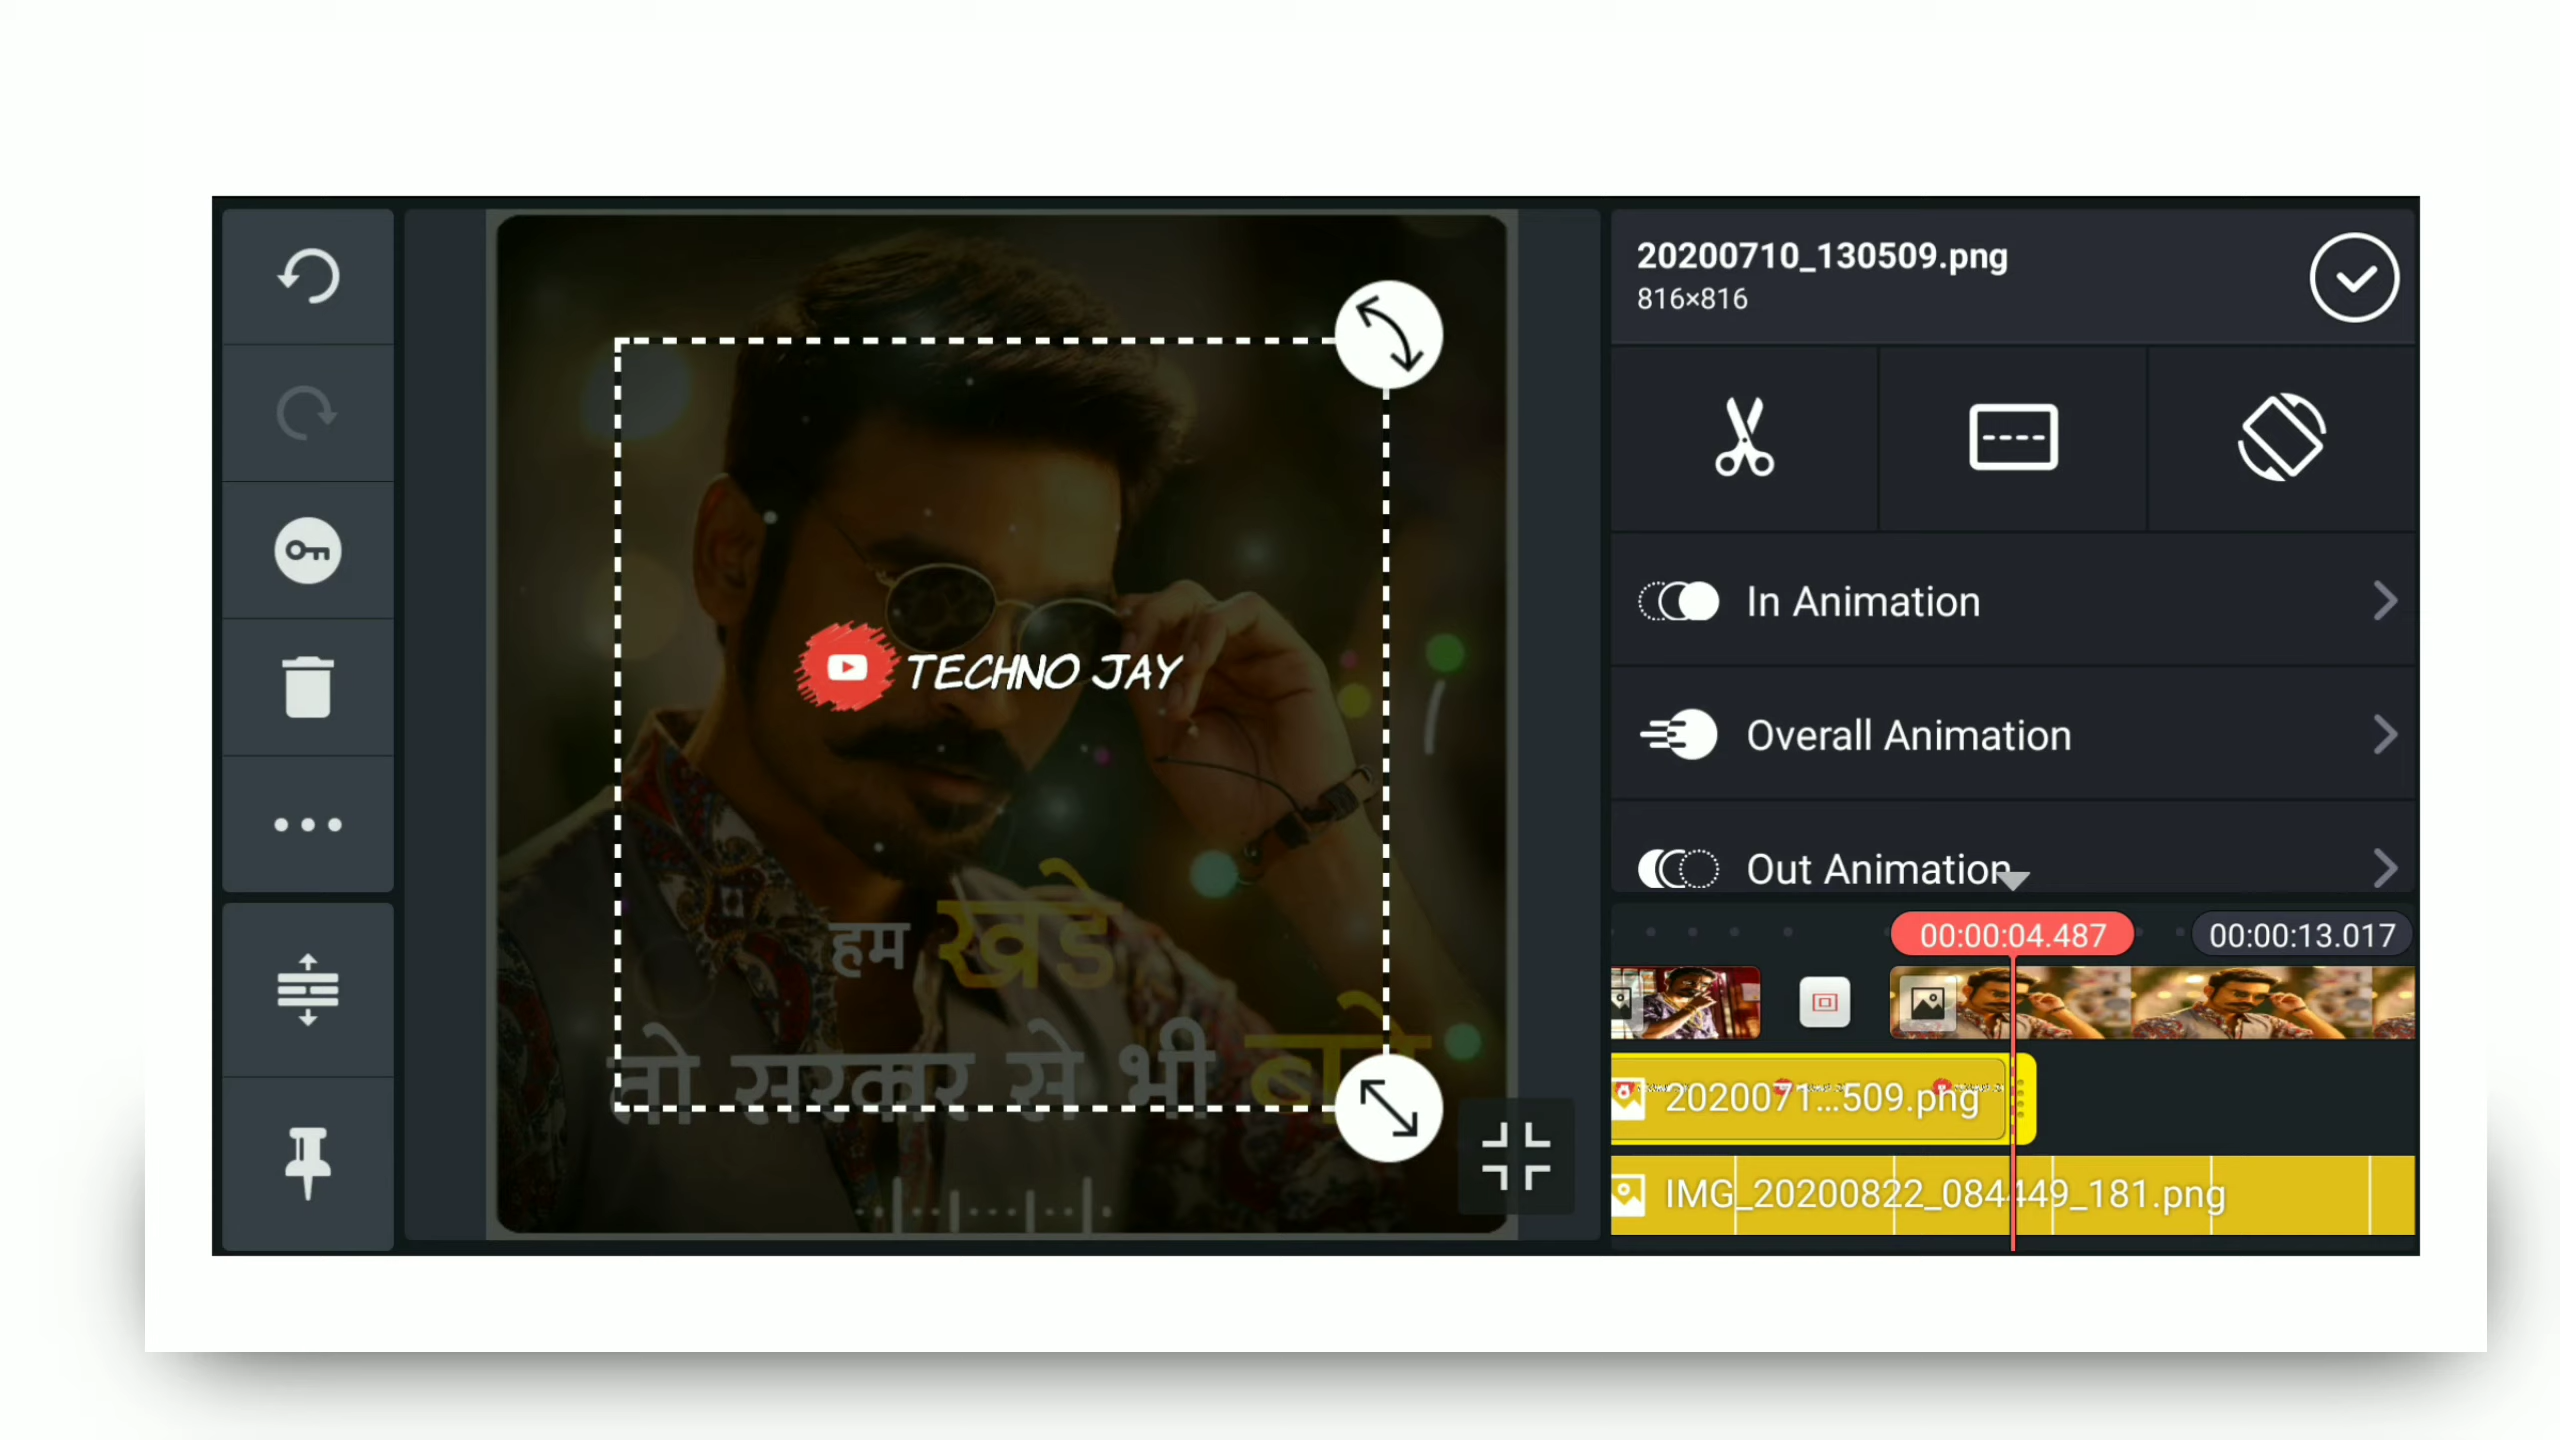 20200710_130509.png
816×816
In Animation
Overall Animation
Out Animation
TECHNO JAY
हम खडे
तो सरकार से भी
00:00:04.487
00:00:13.017
2020071...509.png
IMG_20200822_084449_181.png